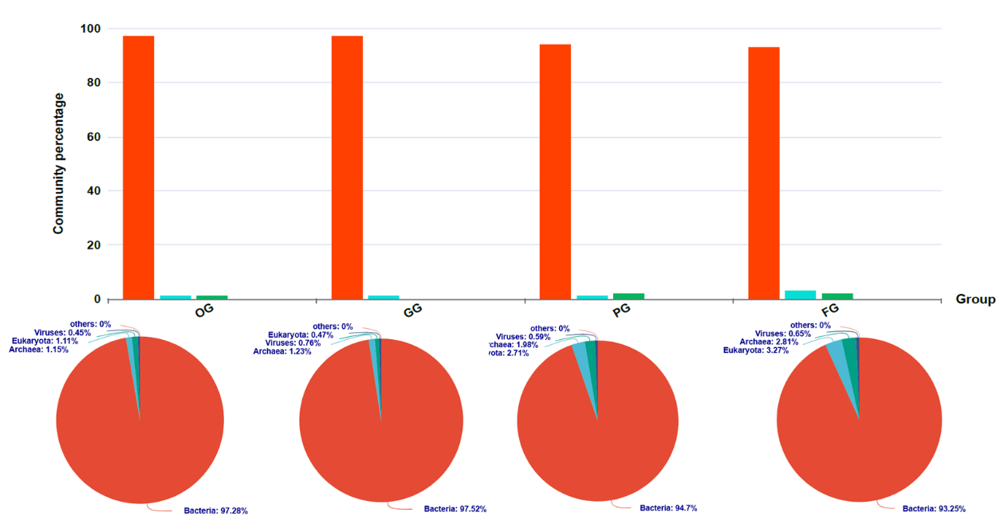 100
80
60
40
20
0
Community percentage
OG
GG
PG
FG
Group
others: 0%
Viruses: 0.45%
Eukaryota: 1.11%
Archaea: 1.15%
Bacteria: 97.28%
others: 0%
Eukaryota: 0.47%
Viruses: 0.76%
Archaea: 1.23%
Bacteria: 97.52%
others: 0%
Viruses: 0.59%
rchaea: 1.98%
ota: 2.71%
Bacteria: 94.7%
others: 0%
Viruses: 0.65%
Archaea: 2.81%
Eukaryota: 3.27%
Bacteria: 93.25%